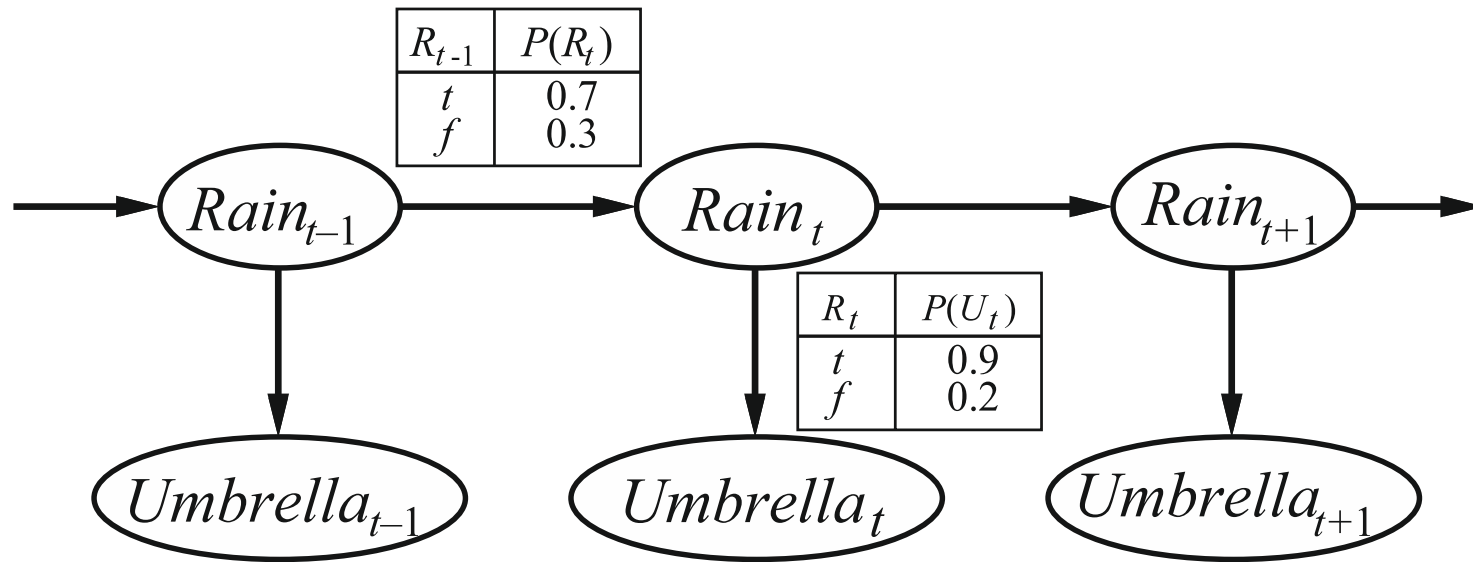 R_{t-1} P(R_t)
t 0.7
f 0.3
Rain_{t–1} Rain_t Rain_{t+1}
R_t P(U_t)
t 0.9
f 0.2
Umbrella_{t–1} Umbrella_t Umbrella_{t+1}